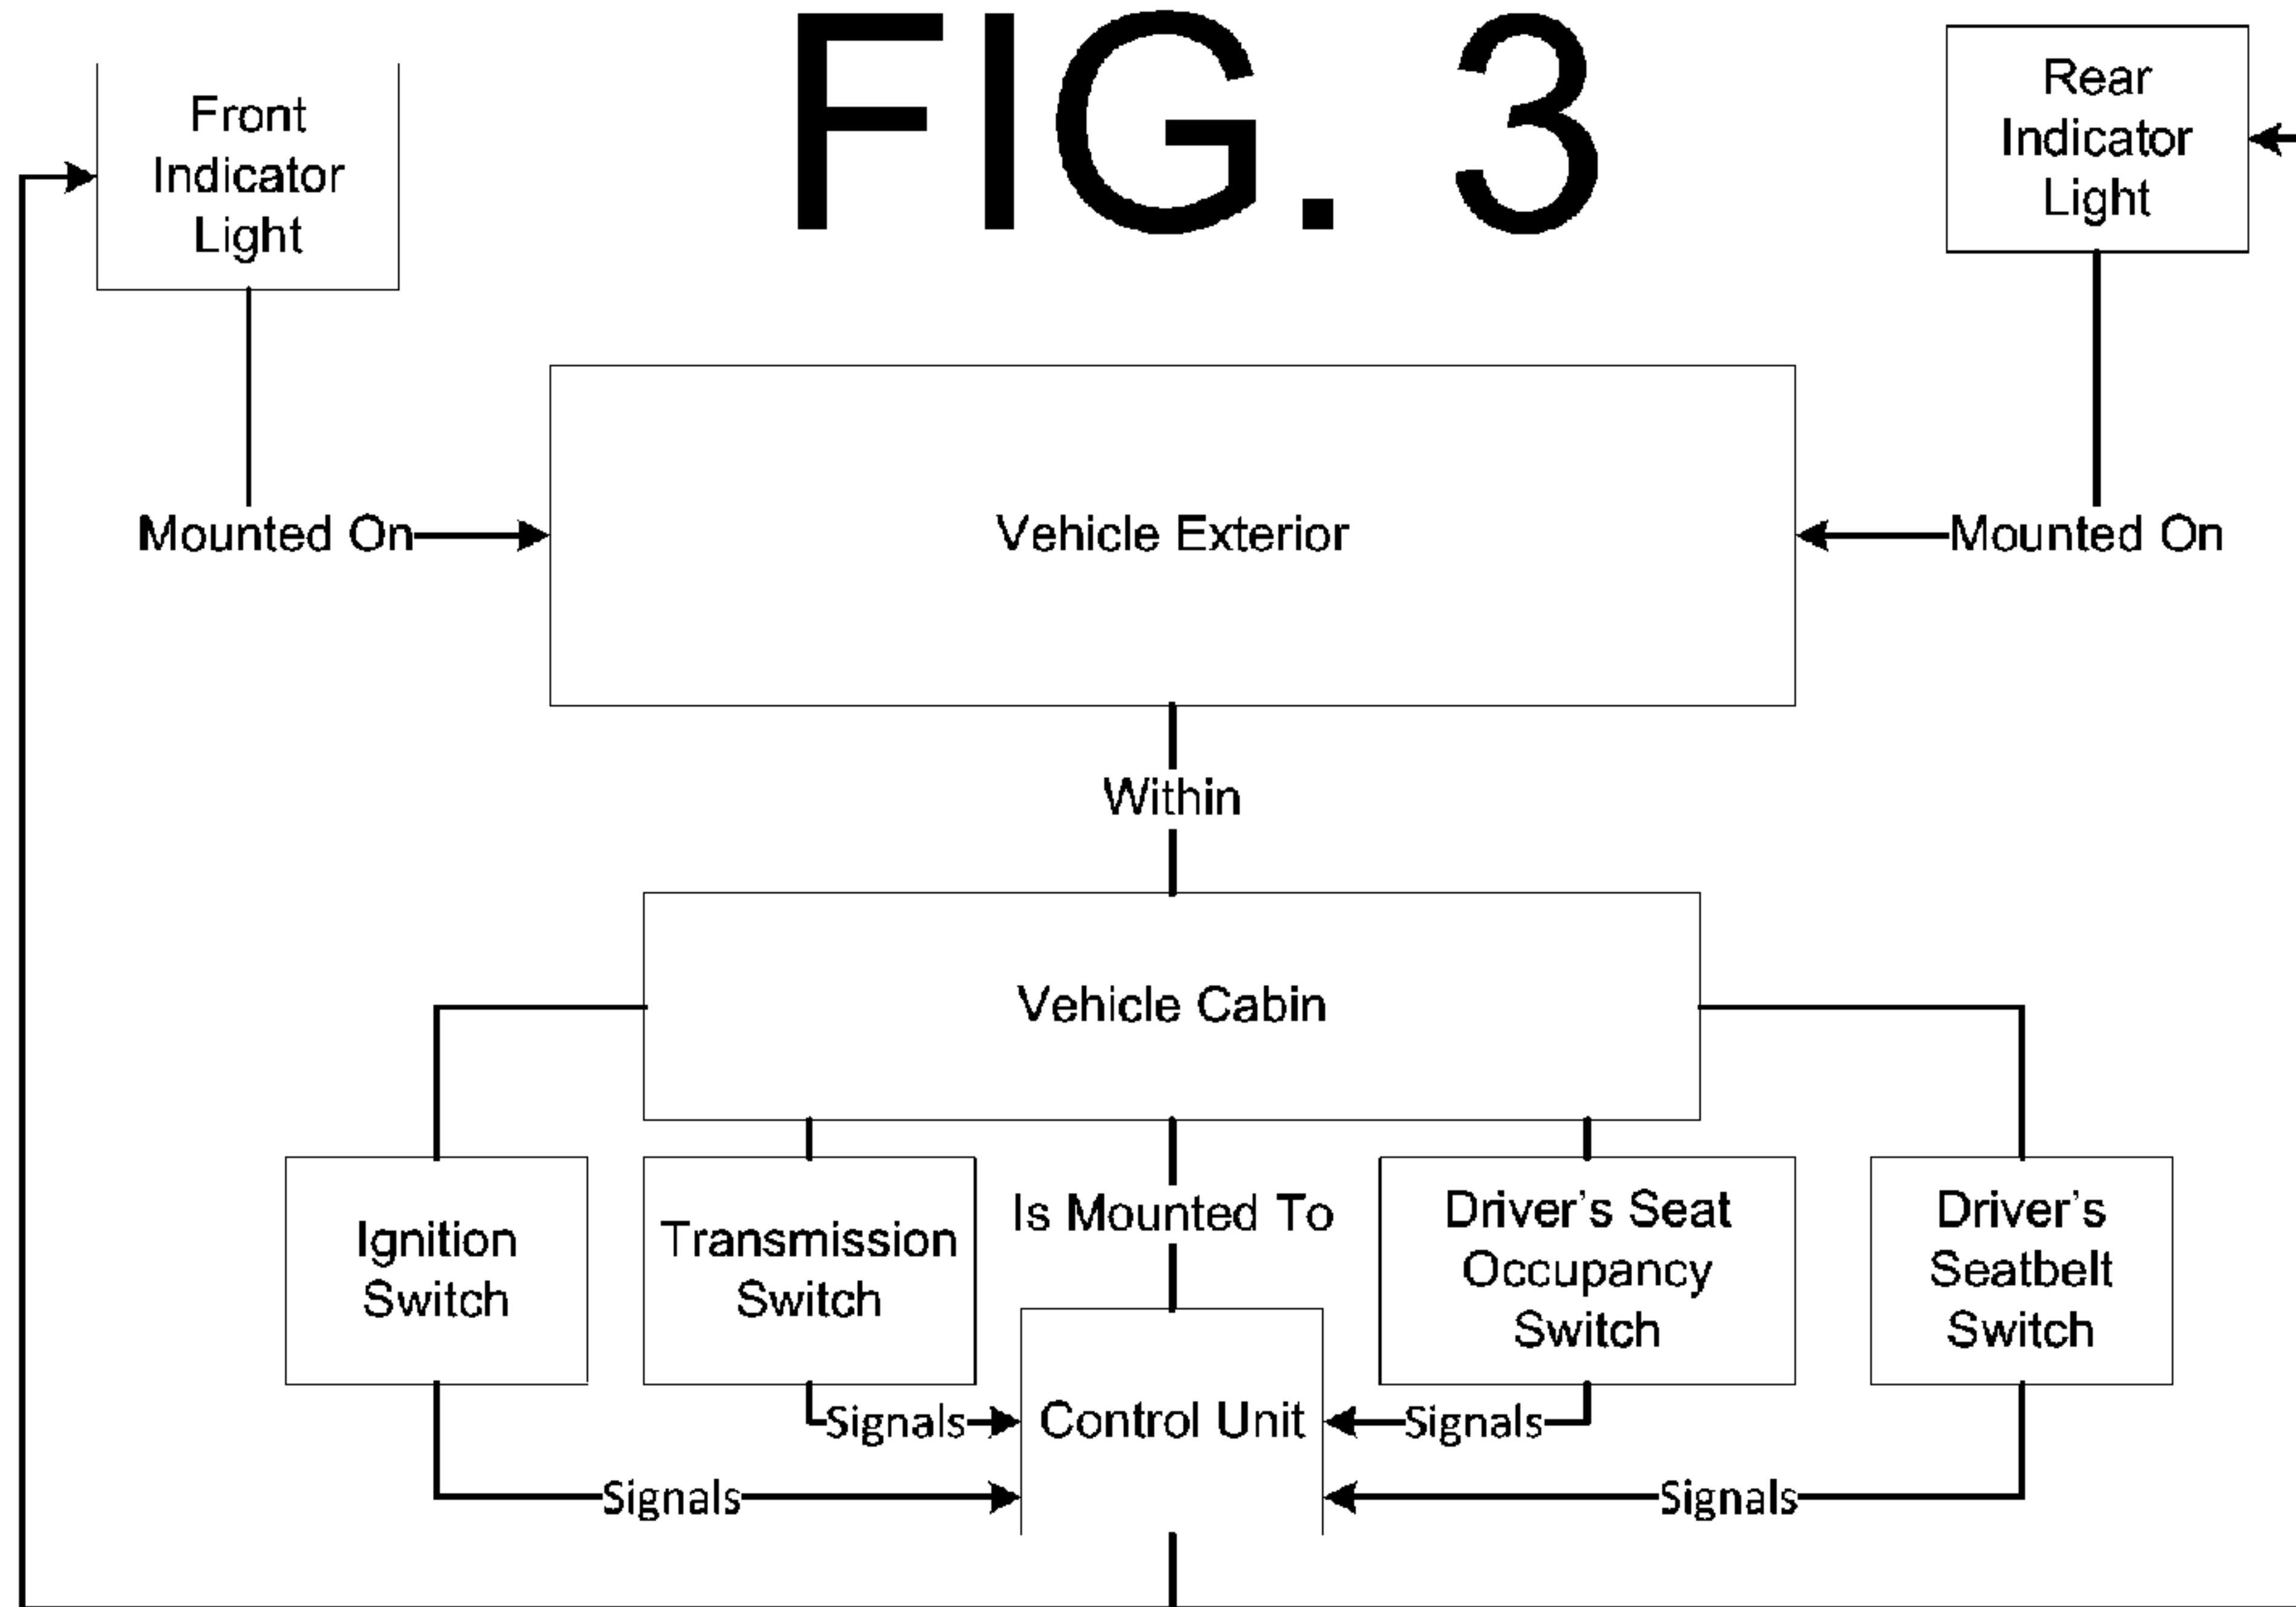 FIG. 3
Front
Indicator
Light
Rear
Indicator
Light
Mounted On
Vehicle Exterior
Mounted On
Within
Vehicle Cabin
Ignition
Switch
Transmission
Switch
Is Mounted To
Driver's Seat
Occupancy
Switch
Driver's
Seatbelt
Switch
Signals
Control Unit
Signals
Signals
Signals